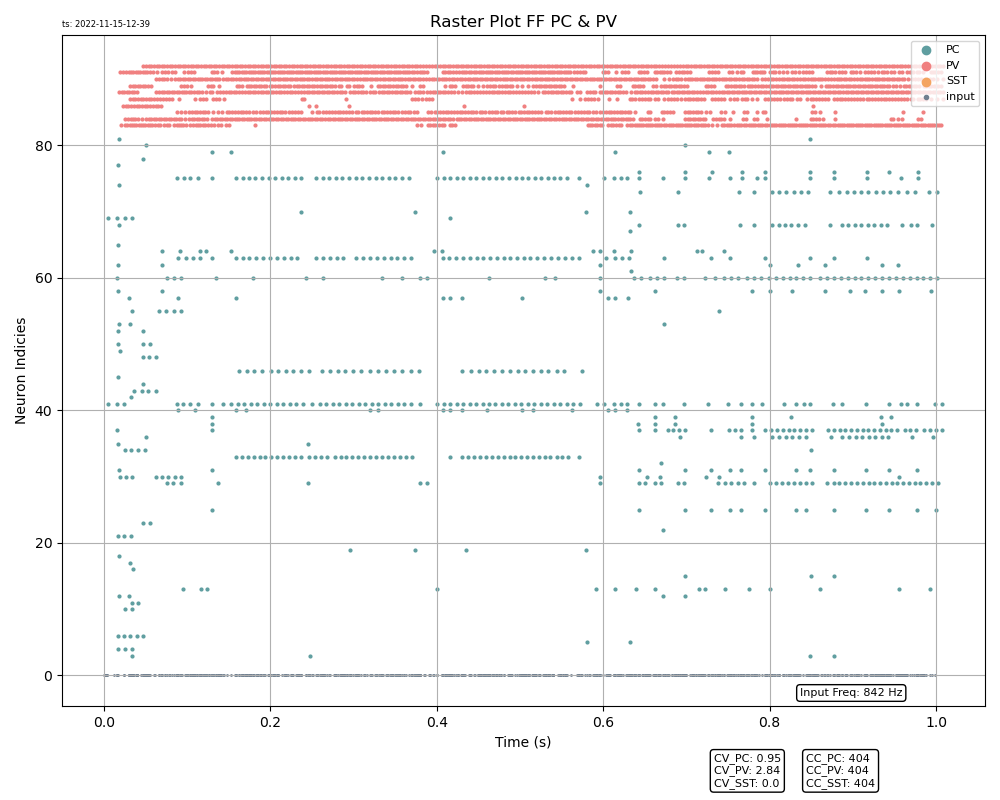 ts: 2022-11-15-12-39
Raster Plot FF PC & PV
PC
PV
SST
input
Neuron Indicies
80
60
40
20
0
Input Freq: 842 Hz
0.0 0.2 0.4 0.6 0.8 1.0
Time (s)
CV_PC: 0.95
CV_PV: 2.84
CV_SST: 0.0
CC_PC: 404
CC_PV: 404
CC_SST: 404